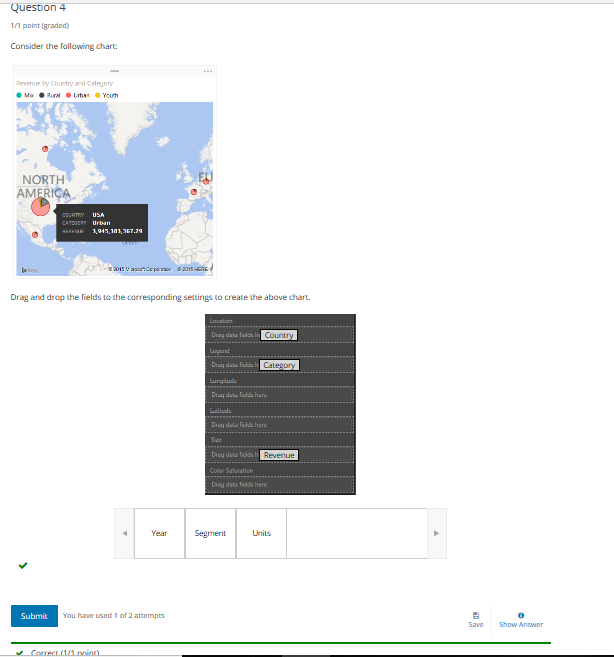 Question 4
1/1 point (graded)
Consider the following chart:
Revenue by Country and Category
Mix Rural Urban Youth
NORTH
AMERICA
EU
COUNTRY USA
CATEGORY Urban
REVENUE 1,945,383,367.29
Ocean
bing
© 2015 Microsoft Corporation © 2015 HERE
Drag and drop the fields to the corresponding settings to create the above chart.
Location
Drag data fields h Country
Legend
Drag data fields Category
Longitude
Drag data fields here
Latitude
Drag data fields here
Size
Drag data fields h Revenue
Color Saturation
Drag data fields here
Year Segment Units
Submit You have used 1 of 2 attempts
Save Show Answer
Correct (1/1 point)